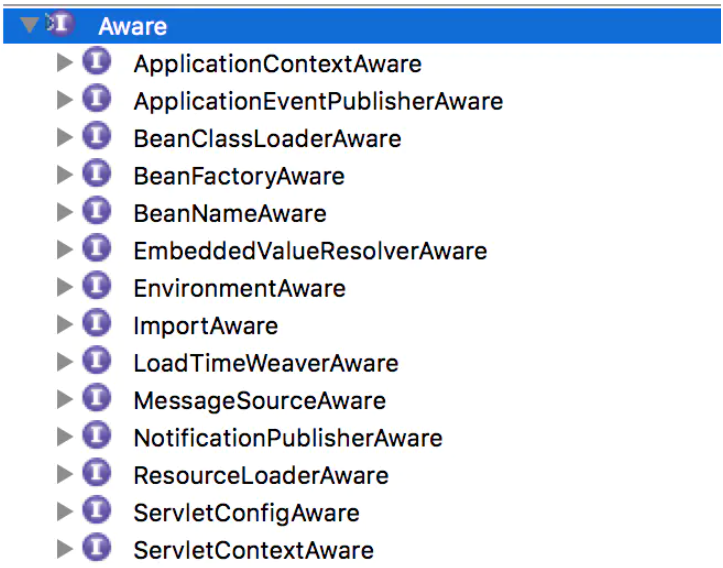 Aware
ApplicationContextAware
ApplicationEventPublisherAware
BeanClassLoaderAware
BeanFactoryAware
BeanNameAware
EmbeddedValueResolverAware
EnvironmentAware
ImportAware
LoadTimeWeaverAware
MessageSourceAware
NotificationPublisherAware
ResourceLoaderAware
ServletConfigAware
ServletContextAware